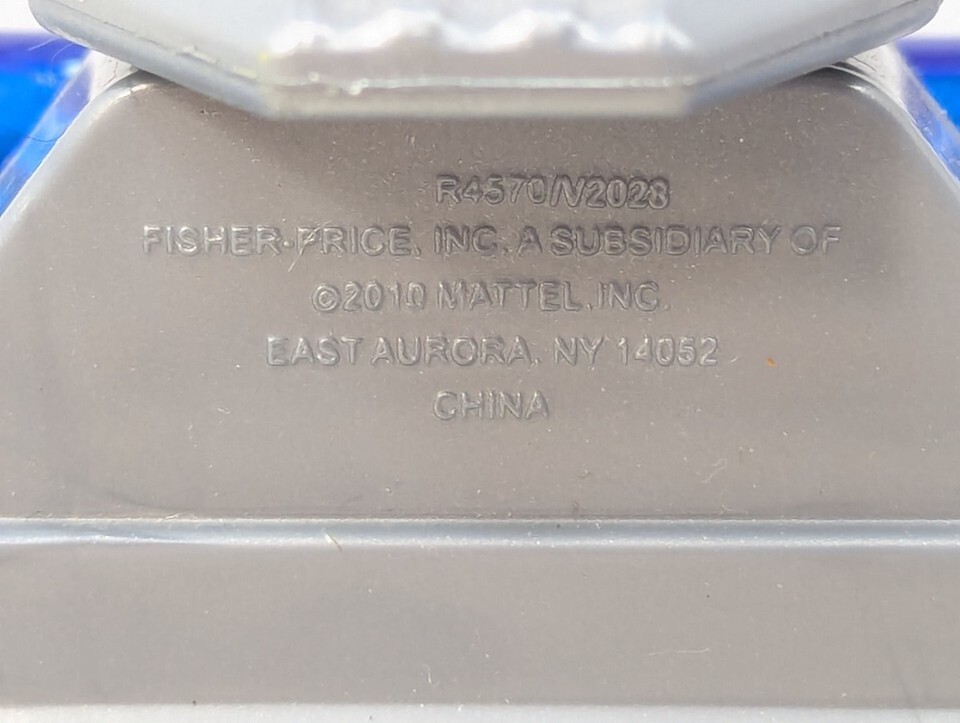 R4570/V2028
FISHER-PRICE, INC. A SUBSIDIARY OF
©2010 MATTEL, INC.
EAST AURORA, NY 14052
CHINA